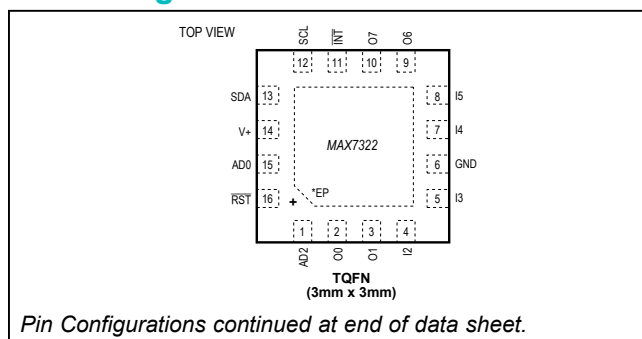 TOP VIEW
SCL
INT
O7
O6
12
11
10
9
SDA
13
8
I5
V+
14
7
I4
MAX7322
AD0
15
6
GND
RST
16
+
*EP
5
I3
1
2
3
4
AD2
O0
O1
I2
TQFN
(3mm x 3mm)
Pin Configurations continued at end of data sheet.